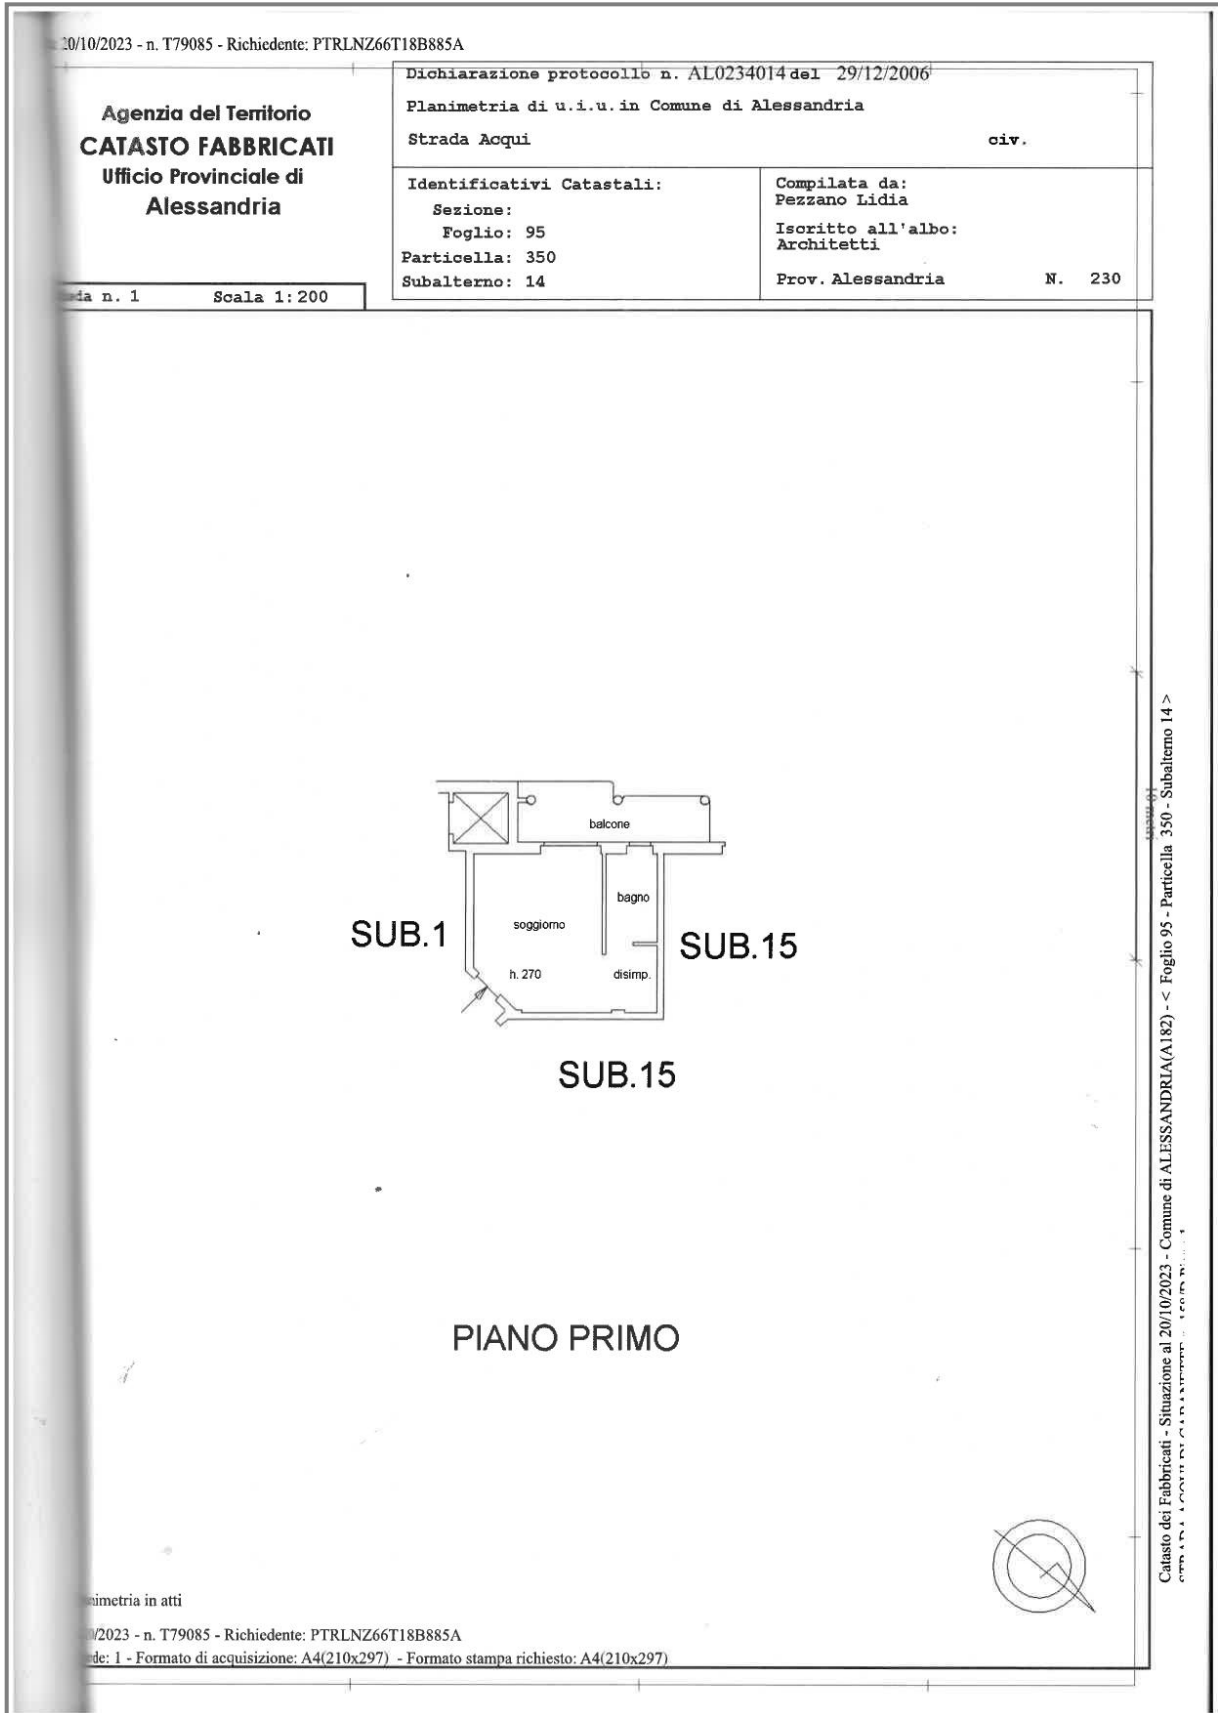 20/10/2023 - n. T79085 - Richiedente: PTRLNZ66T18B885A
Agenzia del Territorio
CATASTO FABBRICATI
Ufficio Provinciale di
Alessandria
Dichiarazione protocollo n. AL0234014 del 29/12/2006
Planimetria di u.i.u. in Comune di Alessandria
Strada Acqui civ.
Identificativi Catastali:
Sezione:
Foglio: 95
Particella: 350
Subalterno: 14
Compilata da:
Pezzano Lidia
Iscritto all'albo:
Architetti
Prov. Alessandria N. 230
n. 1 Scala 1:200
balcone
bagno
soggiorno
SUB.1
SUB.15
h. 270
disimp.
SUB.15
PIANO PRIMO
10 metri
Catasto dei Fabbricati - Situazione al 20/10/2023 - Comune di ALESSANDRIA(A182) - < Foglio 95 - Particella 350 - Subalterno 14 >
in atti
/2023 - n. T79085 - Richiedente: PTRLNZ66T18B885A
1 - Formato di acquisizione: A4(210x297) - Formato stampa richiesto: A4(210x297)